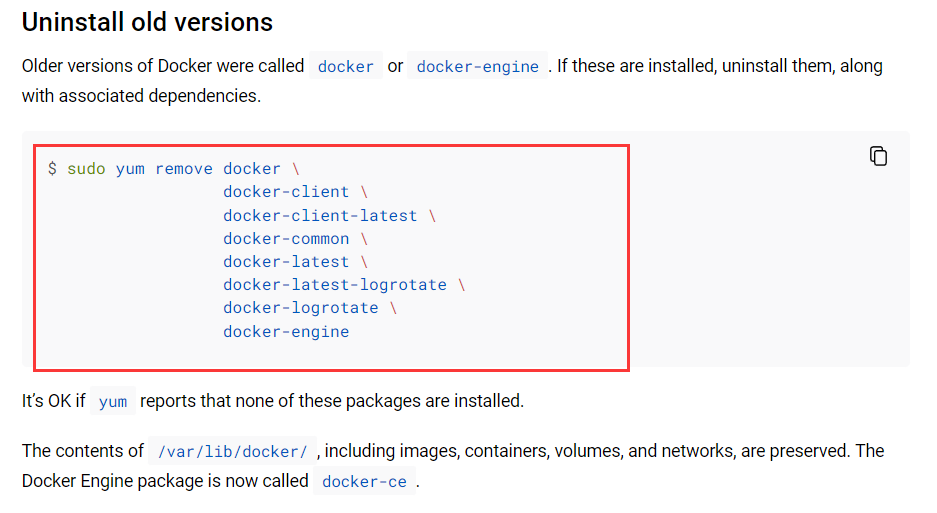 Uninstall old versions
Older versions of Docker were called docker or docker-engine . If these are installed, uninstall them, along
with associated dependencies.
$ sudo yum remove docker \
docker-client \
docker-client-latest \
docker-common \
docker-latest \
docker-latest-logrotate \
docker-logrotate \
docker-engine
It’s OK if yum reports that none of these packages are installed.
The contents of /var/lib/docker/ , including images, containers, volumes, and networks, are preserved. The
Docker Engine package is now called docker-ce .